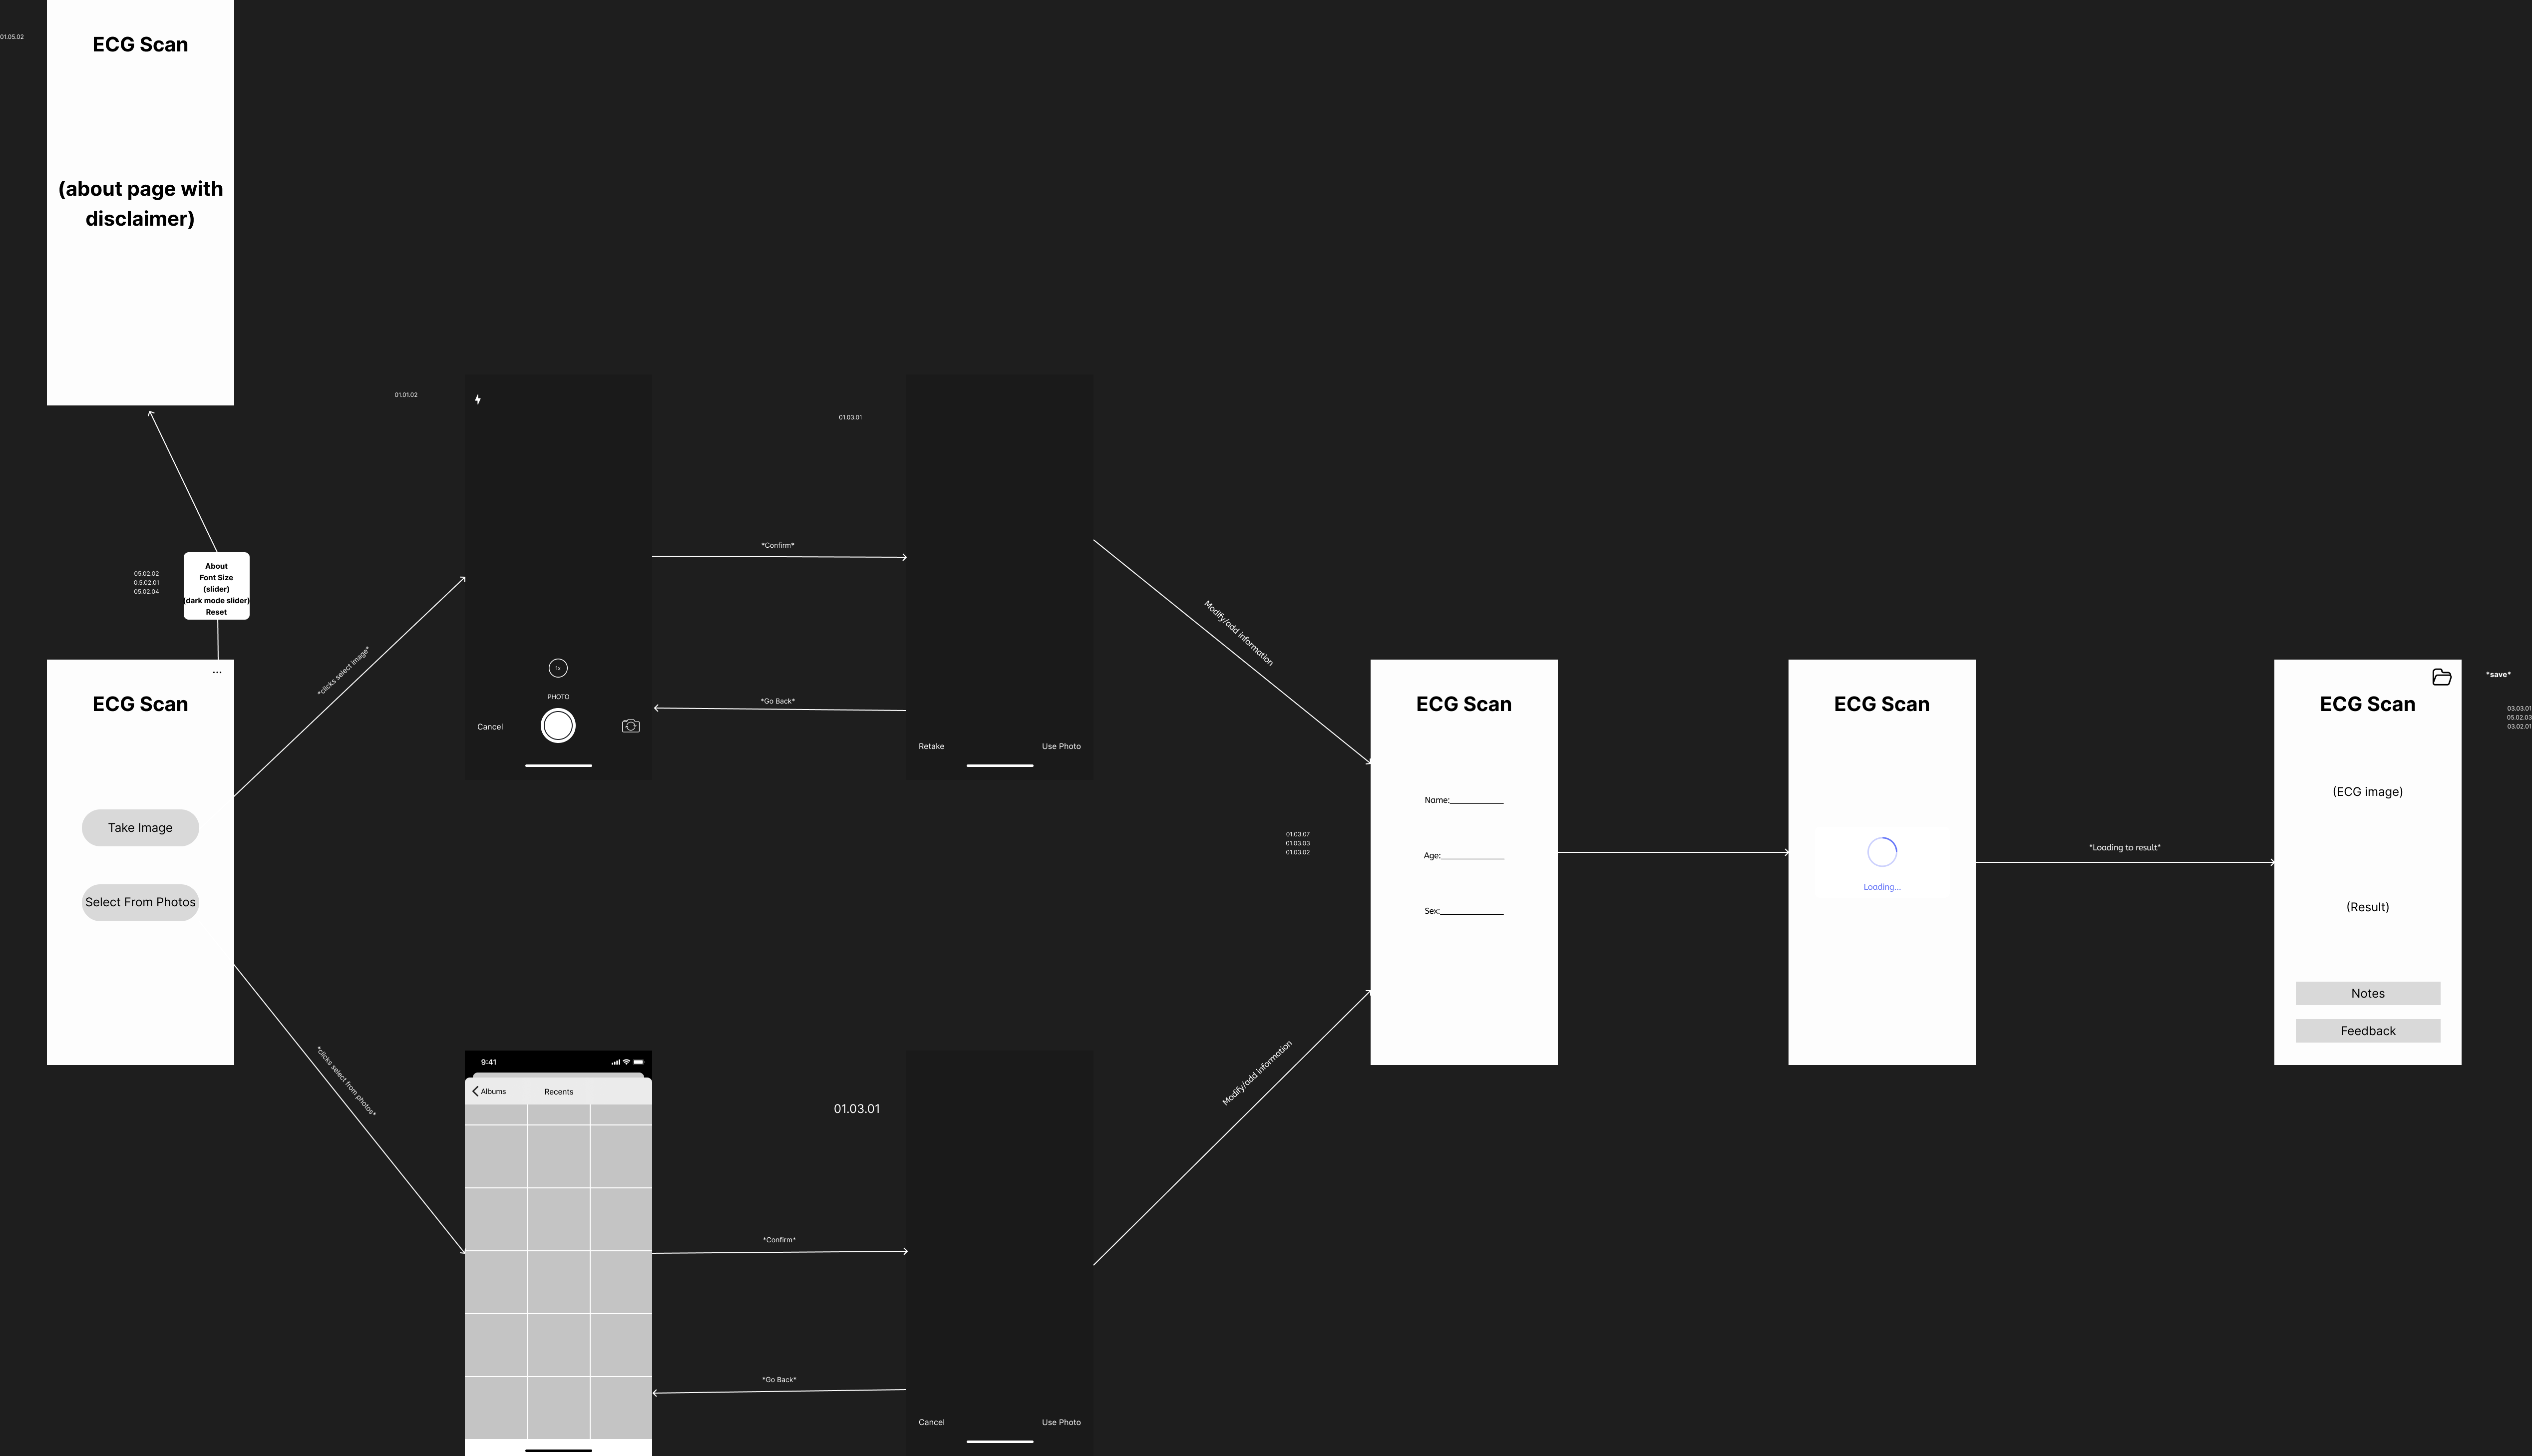 01.05.02
ECG Scan
(about page with
disclaimer)
05.02.02
0.5.02.01
05.02.04
About
Font Size
(slider)
(dark mode slider)
Reset
...
ECG Scan
Take Image
Select From Photos
*clicks select image*
*clicks select from photos*
01.01.02
1x
PHOTO
Cancel
*Confirm*
*Go Back*
01.03.01
Retake
Use Photo
Modify/add information
9:41
Albums
Recents
*Confirm*
*Go Back*
01.03.01
Cancel
Use Photo
Modify/add information
01.03.07
01.03.03
01.03.02
ECG Scan
Name:____________
Age:______________
Sex:______________
ECG Scan
Loading...
*Loading to result*
ECG Scan
(ECG image)
(Result)
Notes
Feedback
*save*
03.03.01
05.02.03
03.02.01